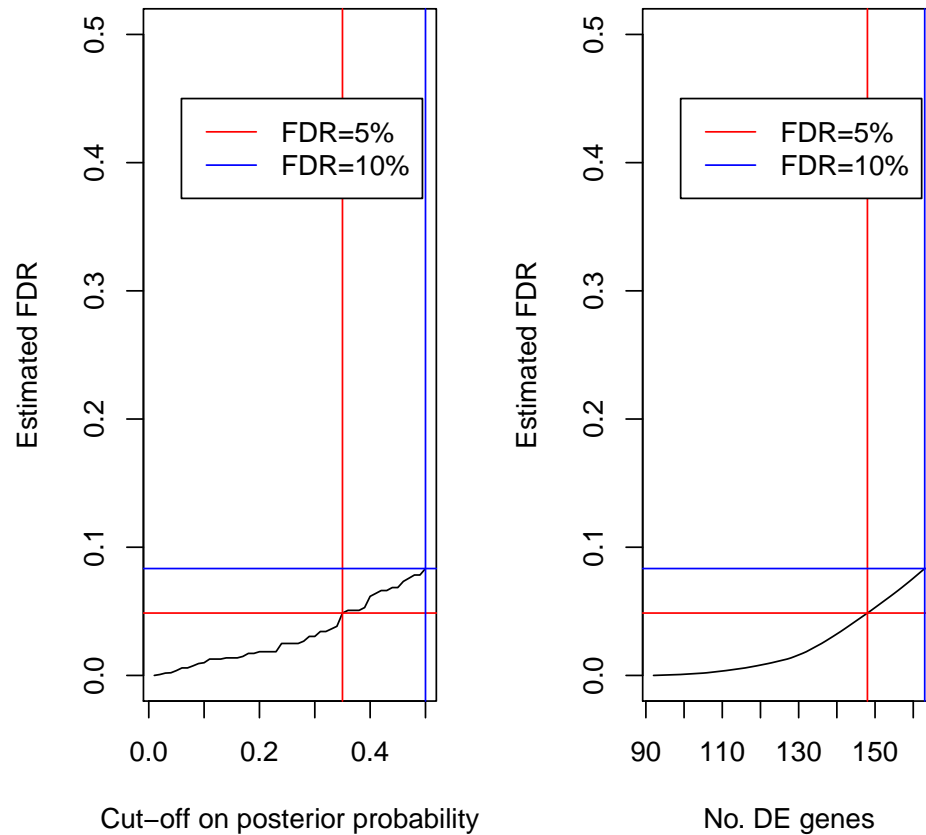 0.5
0.4
0.3
0.2
0.1
0.0
Estimated FDR
FDR=5%
FDR=10%
0.0 0.2 0.4
Cut−off on posterior probability
0.5
0.4
0.3
0.2
0.1
0.0
Estimated FDR
FDR=5%
FDR=10%
90 110 130 150
No. DE genes